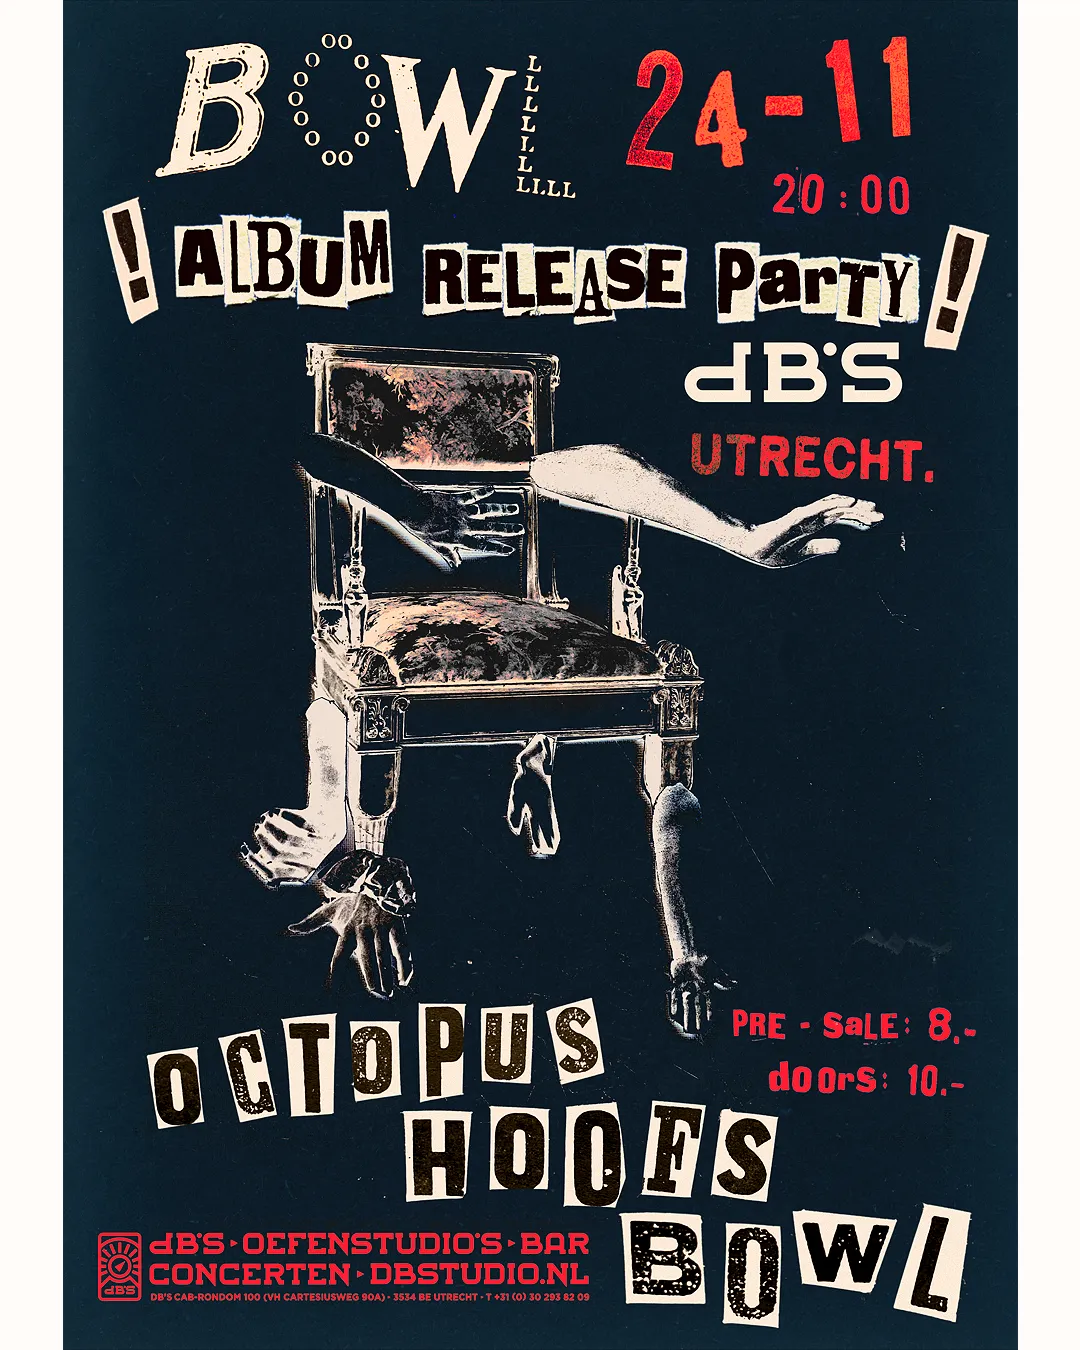 BOWL
24-11
20:00
! ALBUM RELEASE ParTY !
dB'S
UTRECHT.
PRE - SaLE: 8.-
dOOrS: 10.-
OCTOPUS
HOOFS
BOWL
dB'S ▸ OEFENSTUDIO'S ▸ BAR
CONCERTEN ▸ DBSTUDIO.NL
DB'S CAB-RONDOM 100 (VH CARTESIUSWEG 90A) • 3534 BE UTRECHT • T +31 (0) 30 293 82 09
dB'S